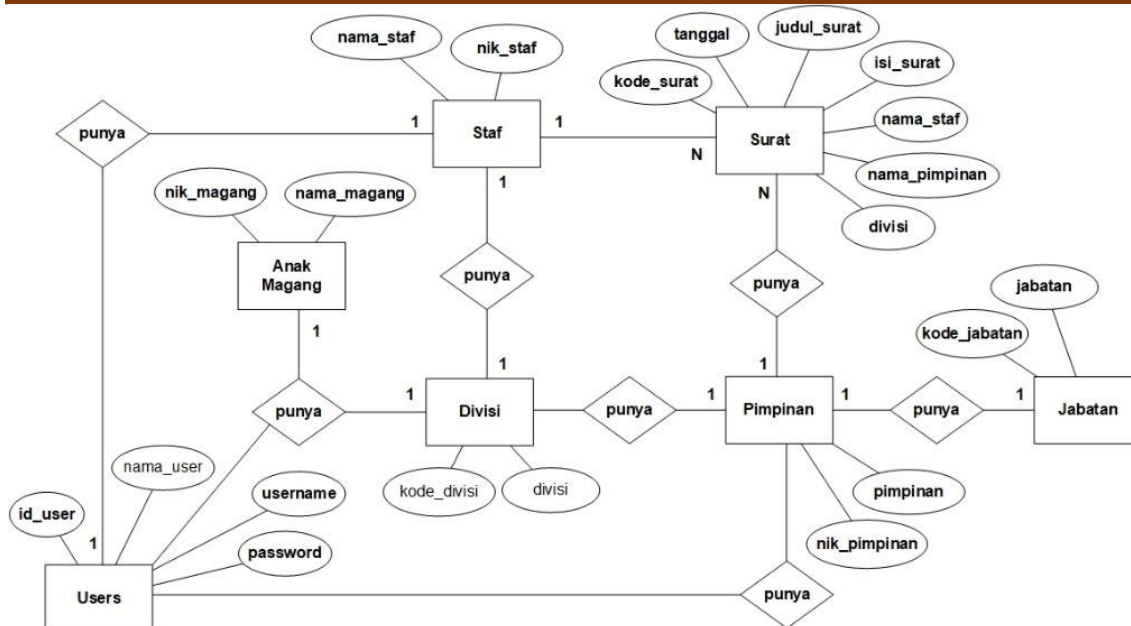 nama_staf
nik_staf
tanggal
judul_surat
kode_surat
isi_surat
punya
1
Staf
1
Surat
nama_staf
N
1
N
nama_pimpinan
nik_magang
nama_magang
divisi
Anak
Magang
punya
punya
jabatan
1
kode_jabatan
1
1
punya
1
Divisi
punya
1
Pimpinan
1
punya
1
Jabatan
nama_user
username
kode_divisi
divisi
pimpinan
id_user
1
password
nik_pimpinan
Users
punya